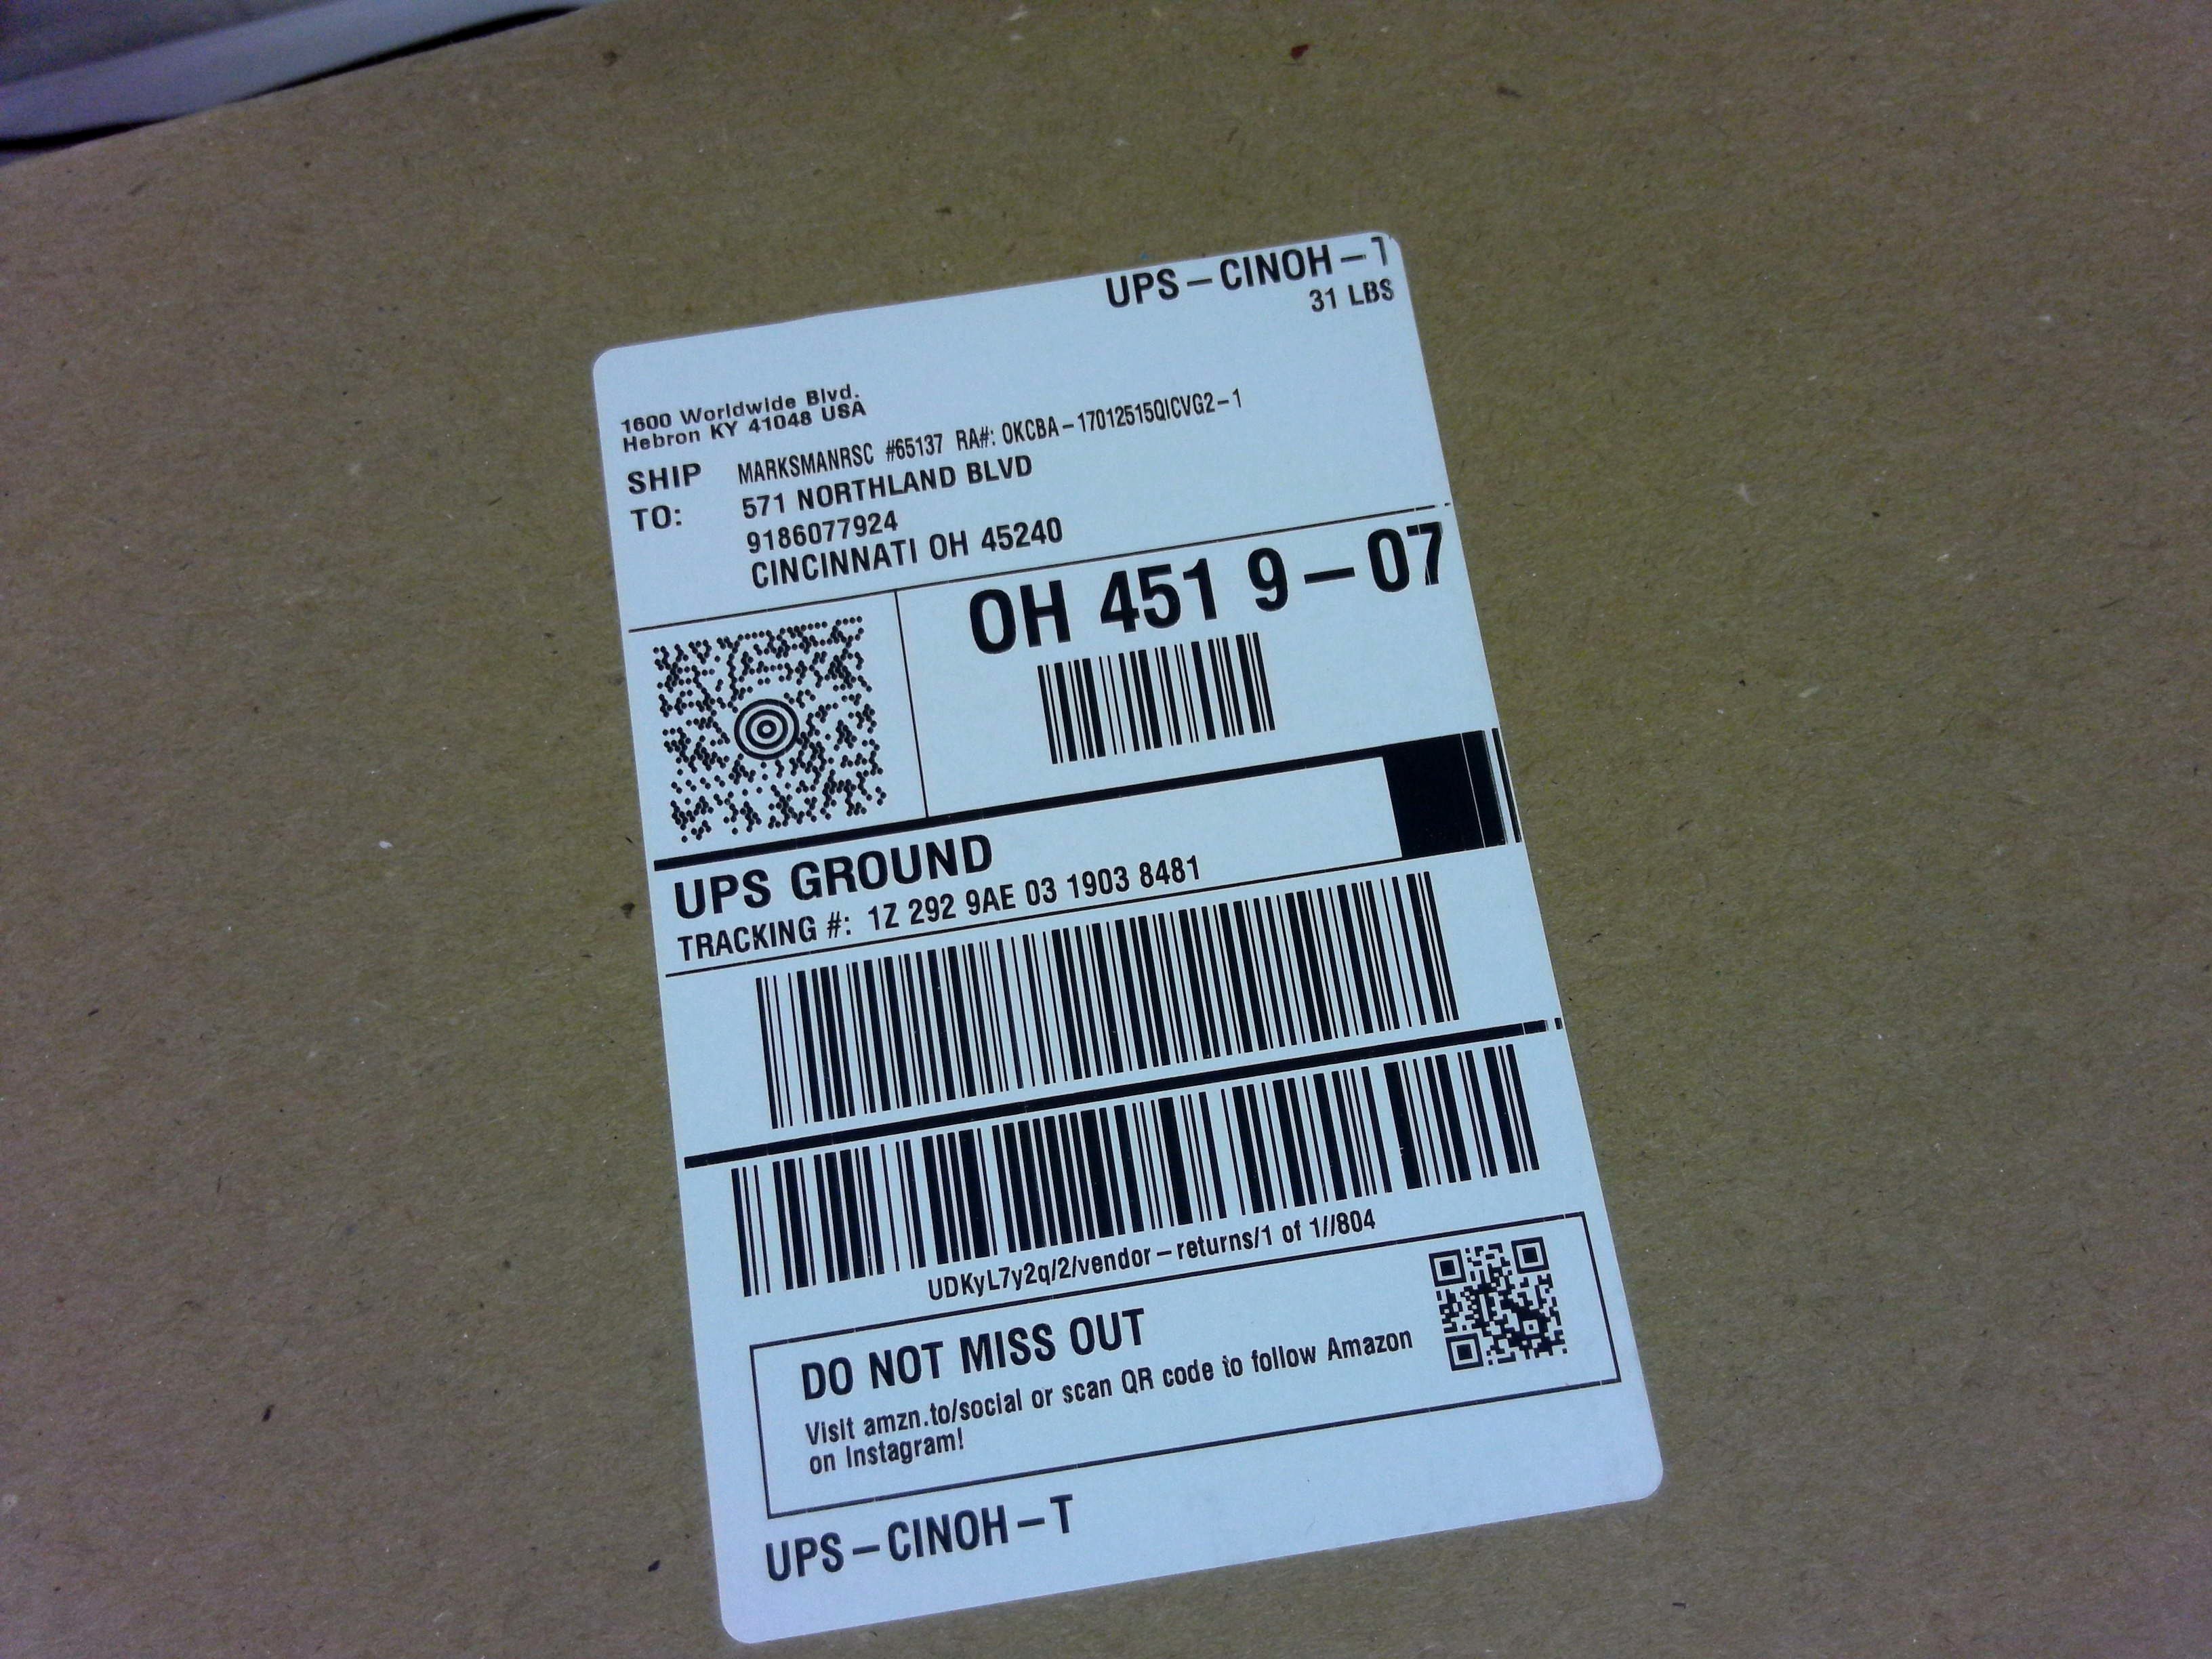 UPS-CINOH-T
31 LBS
1600 Worldwide Blvd.
Hebron KY 41048 USA
SHIP TO:
MARKSMANRSC #65137 RA#: OKCBA-17012515QICVG2-1
571 NORTHLAND BLVD
9186077924
CINCINNATI OH 45240
OH 451 9-07
UPS GROUND
TRACKING #: 1Z 292 9AE 03 1903 8481
UDKyL7y2q/2/vendor-returns/1 of 1//804
DO NOT MISS OUT
Visit amzn.to/social or scan QR code to follow Amazon
on Instagram!
UPS-CINOH-T